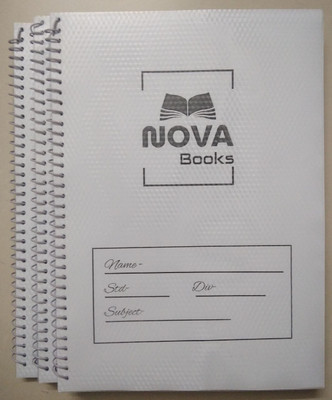 NOVA
Books
Name-
Std:- Div-
Subject-